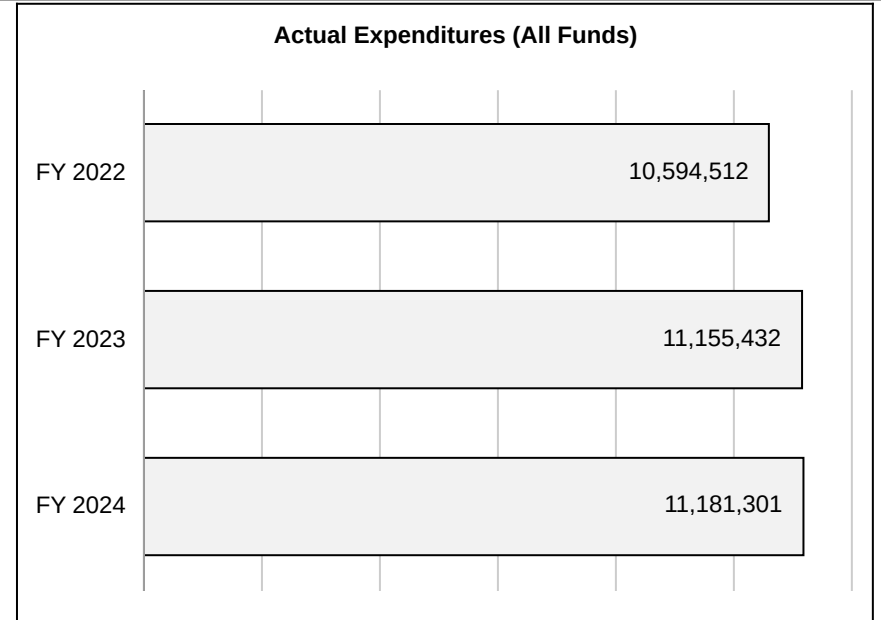 Actual Expenditures (All Funds)
FY 2022 10,594,512
FY 2023 11,155,432
FY 2024 11,181,301